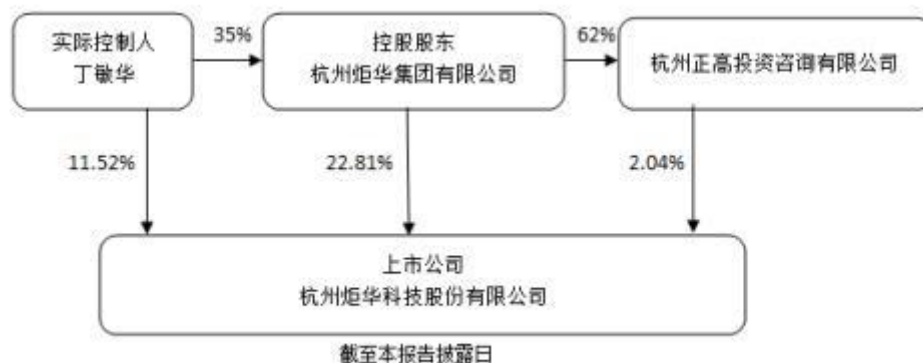 实际控制人
丁敏华
35%
控股股东
杭州炬华集团有限公司
62%
杭州正高投资咨询有限公司
11.52%
22.81%
2.04%
上市公司
杭州炬华科技股份有限公司
截至本报告披露日